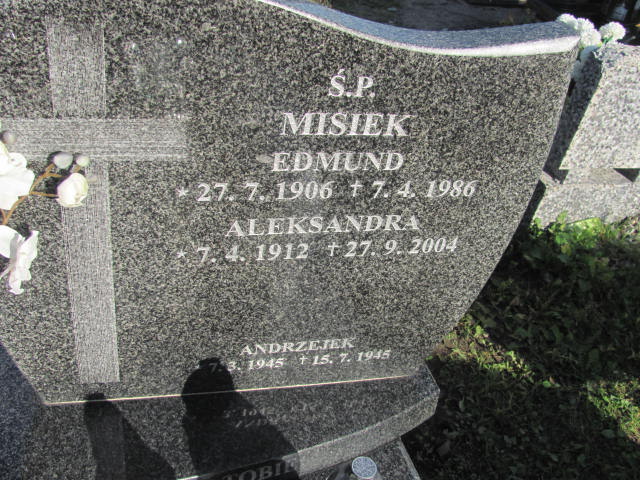 Ś.P.
MISIEK
EDMUND
* 27. 7. 1906 † 7. 4. 1986
ALEKSANDRA
* 7. 4. 1912 † 27. 9. 2004
ANDRZEJEK
7. 3. 1945 † 15. 7. 1945